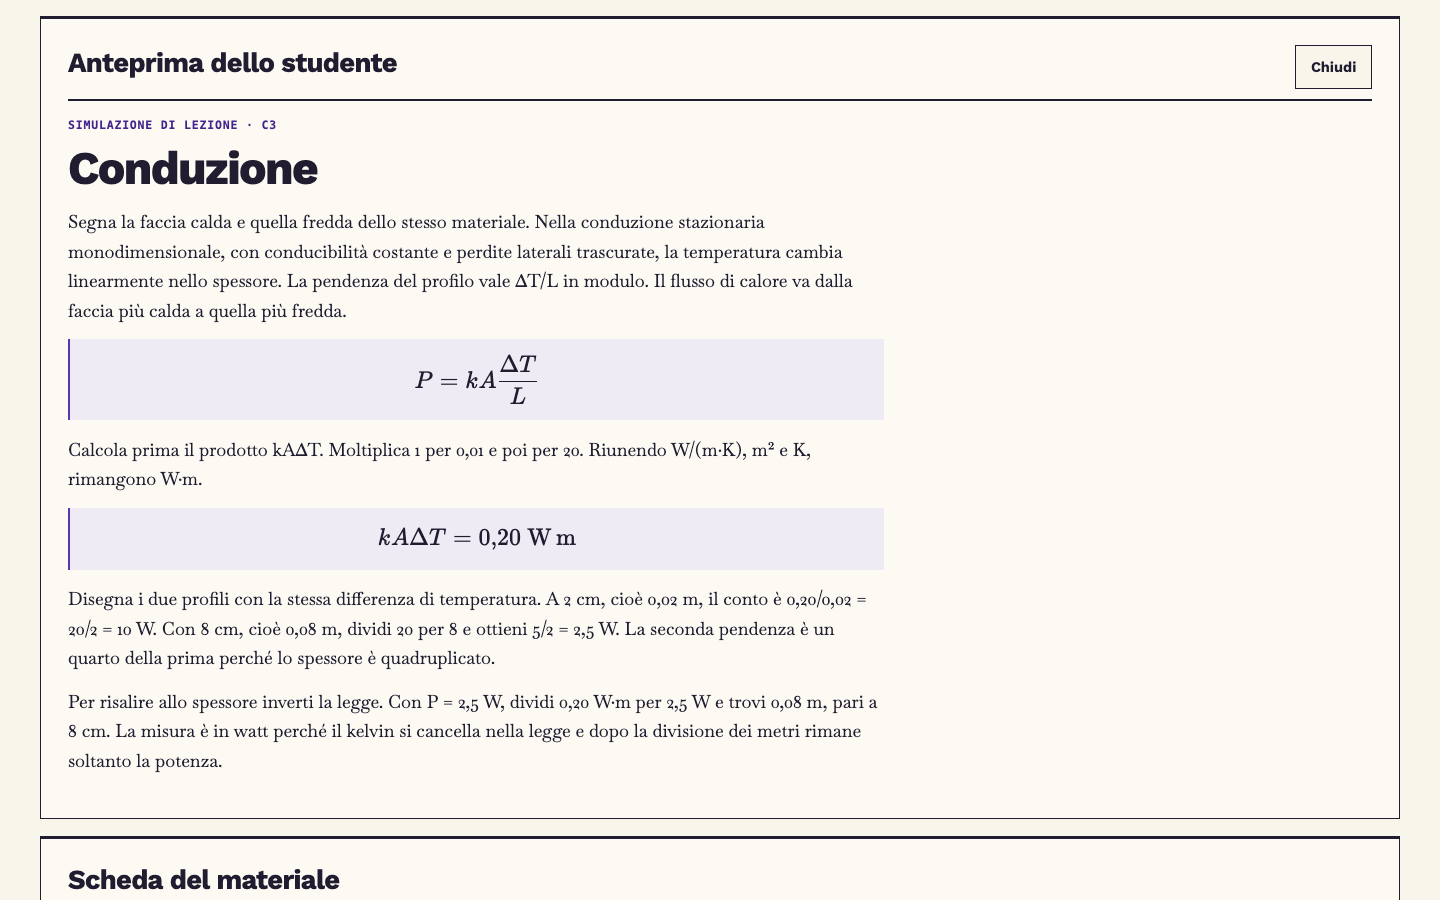 Anteprima dello studente
Chiudi
SIMULAZIONE DI LEZIONE · C3
Conduzione
Segna la faccia calda e quella fredda dello stesso materiale. Nella conduzione stazionaria
monodimensionale, con conducibilità costante e perdite laterali trascurate, la temperatura cambia
linearmente nello spessore. La pendenza del profilo vale ΔT/L in modulo. Il flusso di calore va dalla
faccia più calda a quella più fredda.
P = kA ΔT/L
Calcola prima il prodotto kAΔT. Moltiplica 1 per 0,01 e poi per 20. Riunendo W/(m·K), m² e K,
rimangono W·m.
kAΔT = 0,20 W m
Disegna i due profili con la stessa differenza di temperatura. A 2 cm, cioè 0,02 m, il conto è 0,20/0,02 =
20/2 = 10 W. Con 8 cm, cioè 0,08 m, dividi 20 per 8 e ottieni 5/2 = 2,5 W. La seconda pendenza è un
quarto della prima perché lo spessore è quadruplicato.
Per risalire allo spessore inverti la legge. Con P = 2,5 W, dividi 0,20 W·m per 2,5 W e trovi 0,08 m, pari a
8 cm. La misura è in watt perché il kelvin si cancella nella legge e dopo la divisione dei metri rimane
soltanto la potenza.
Scheda del materiale